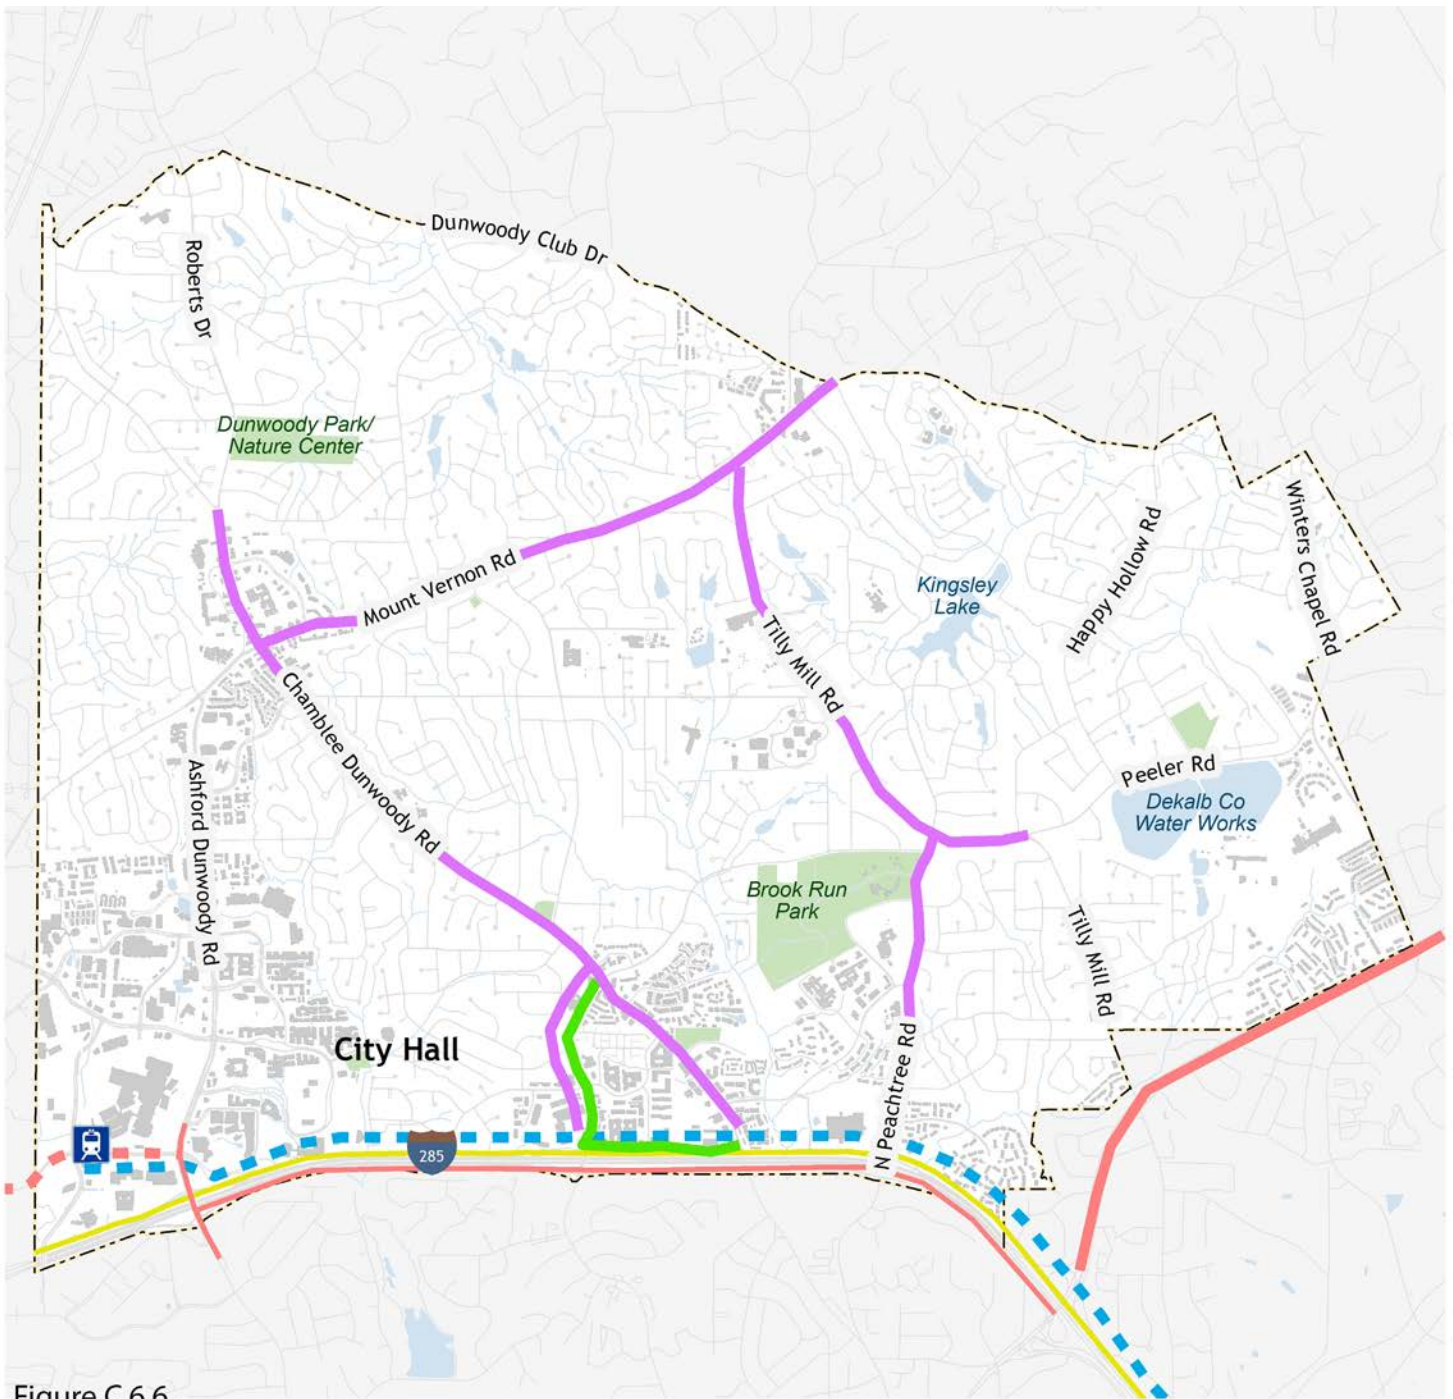 Dunwoody Club Dr
Roberts Dr
Dunwoody Park/
Nature Center
Winters Chapel Rd
Happy Hollow Rd
Mount Vernon Rd
Kingsley
Lake
Tilly Mill Rd
Chamblee Dunwoody Rd
Ashford Dunwoody Rd
Peeler Rd
Dekalb Co
Water Works
Brook Run
Park
Tilly Mill Rd
City Hall
N Peachtree Rd
285
Figure C.6.6